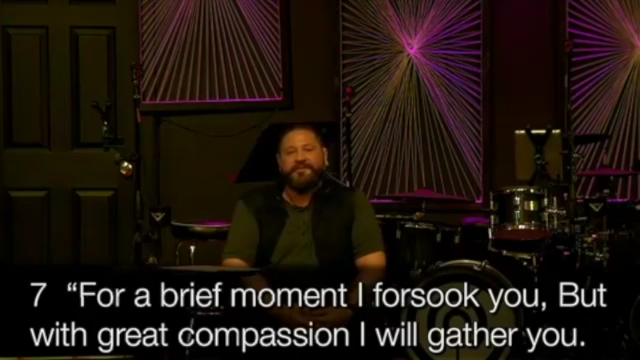 7 “For a brief moment I forsook you, But
with great compassion I will gather you.